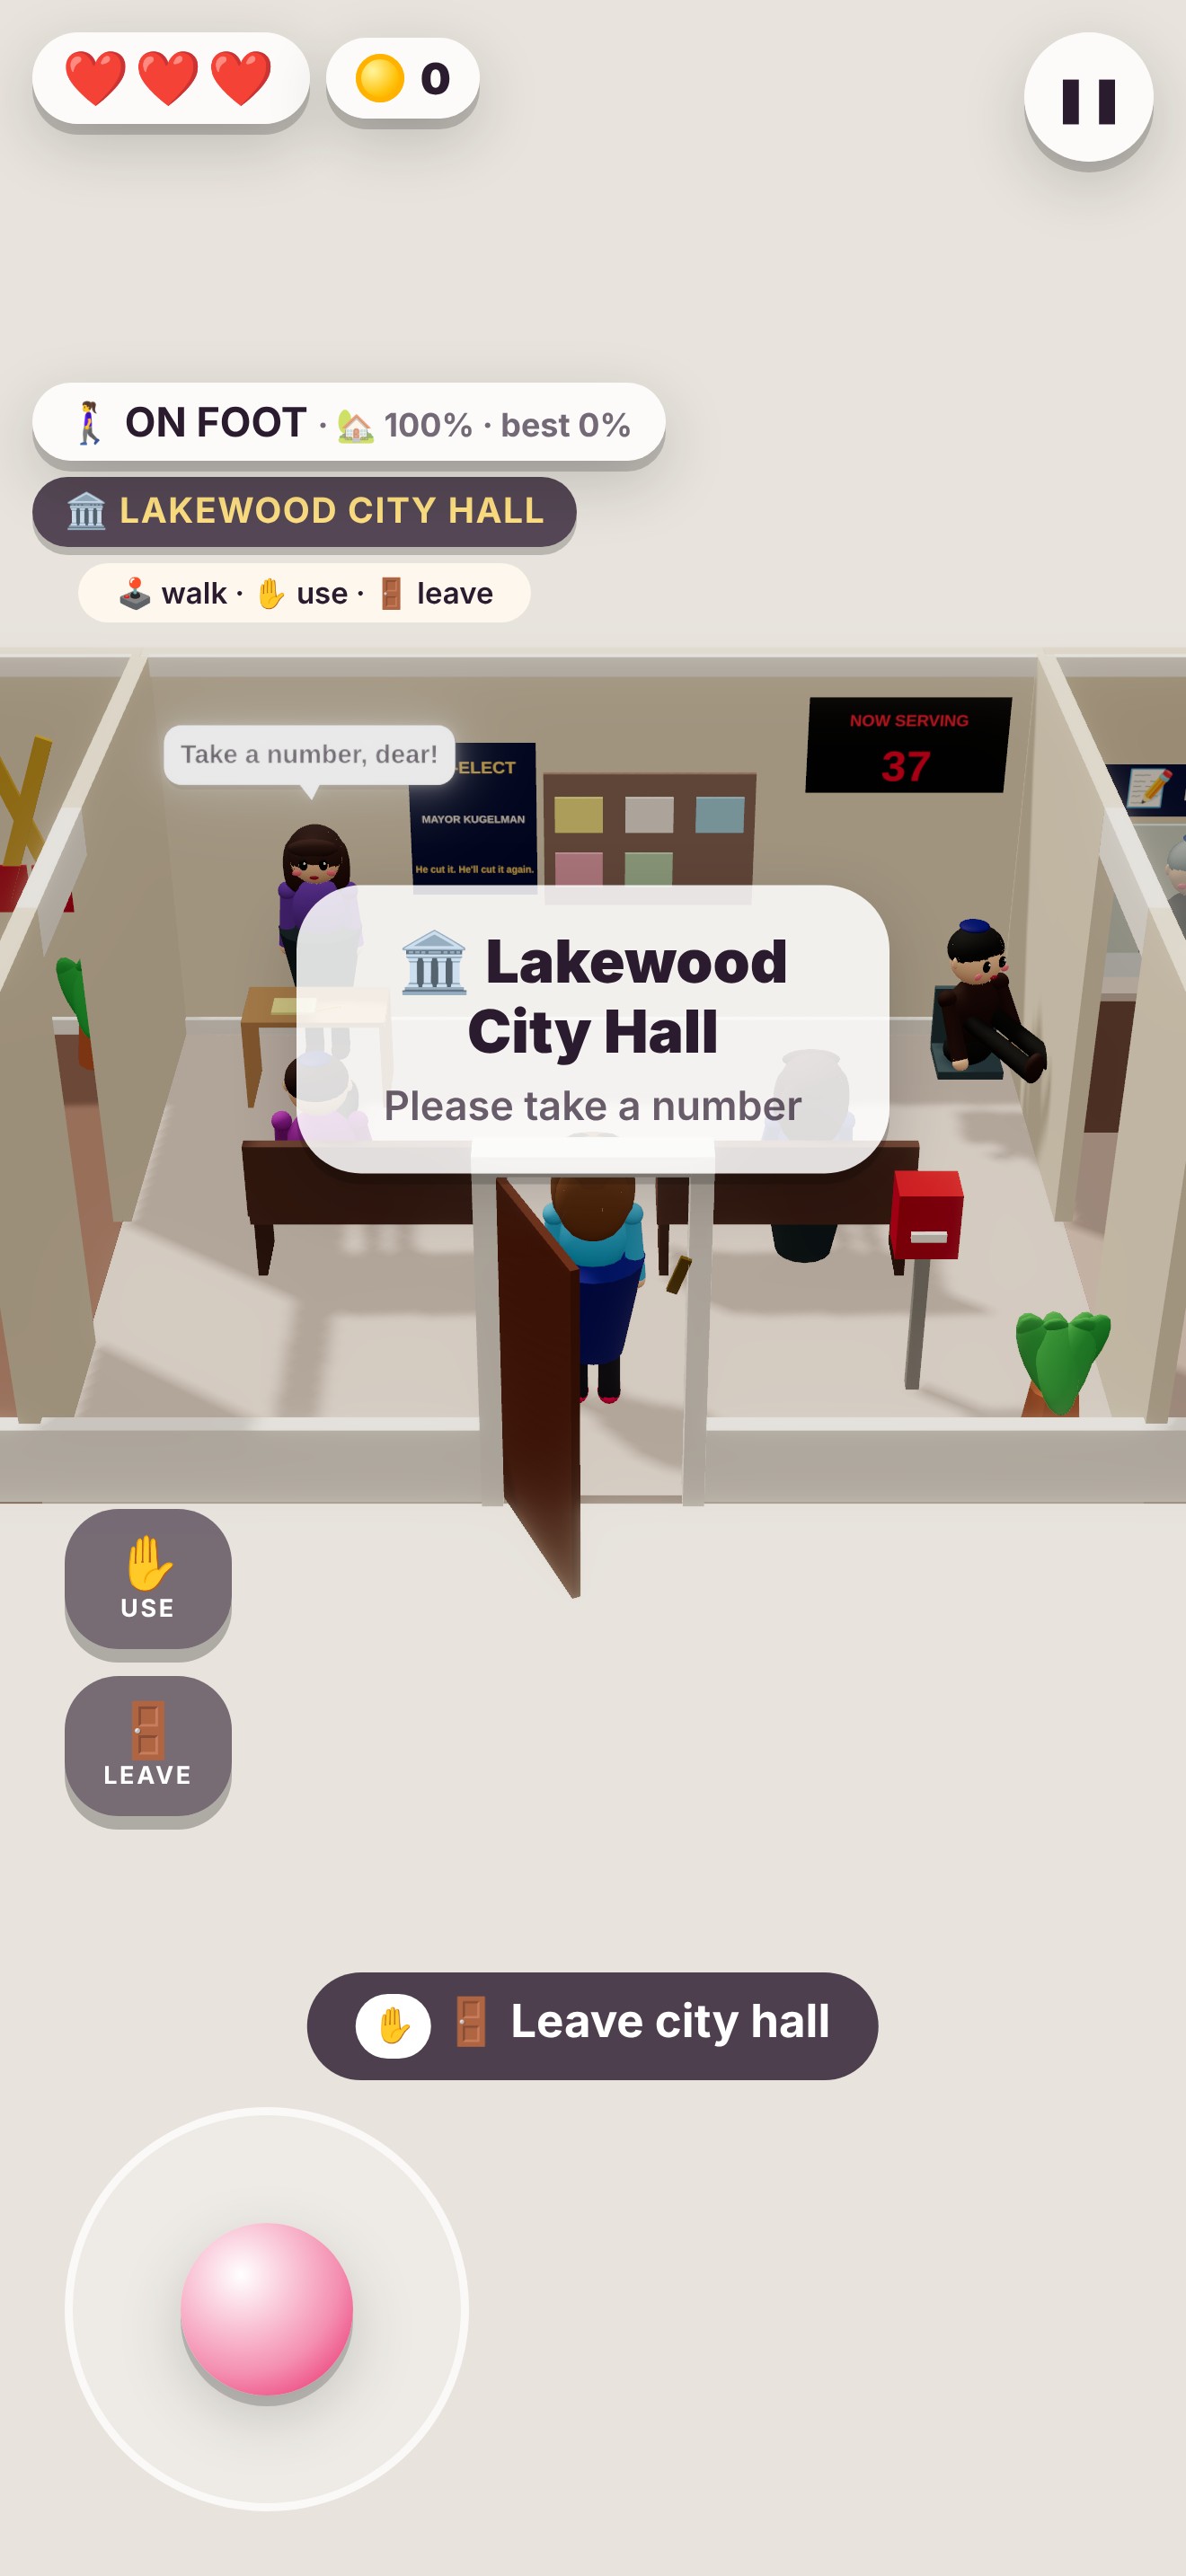 0
ON FOOT · 100% · best 0%
LAKEWOOD CITY HALL
walk · use · leave
NOW SERVING
37
Take a number, dear!
-ELECT
MAYOR KUGELMAN
He cut it. He'll cut it again.
Lakewood
City Hall
Please take a number
USE
LEAVE
Leave city hall